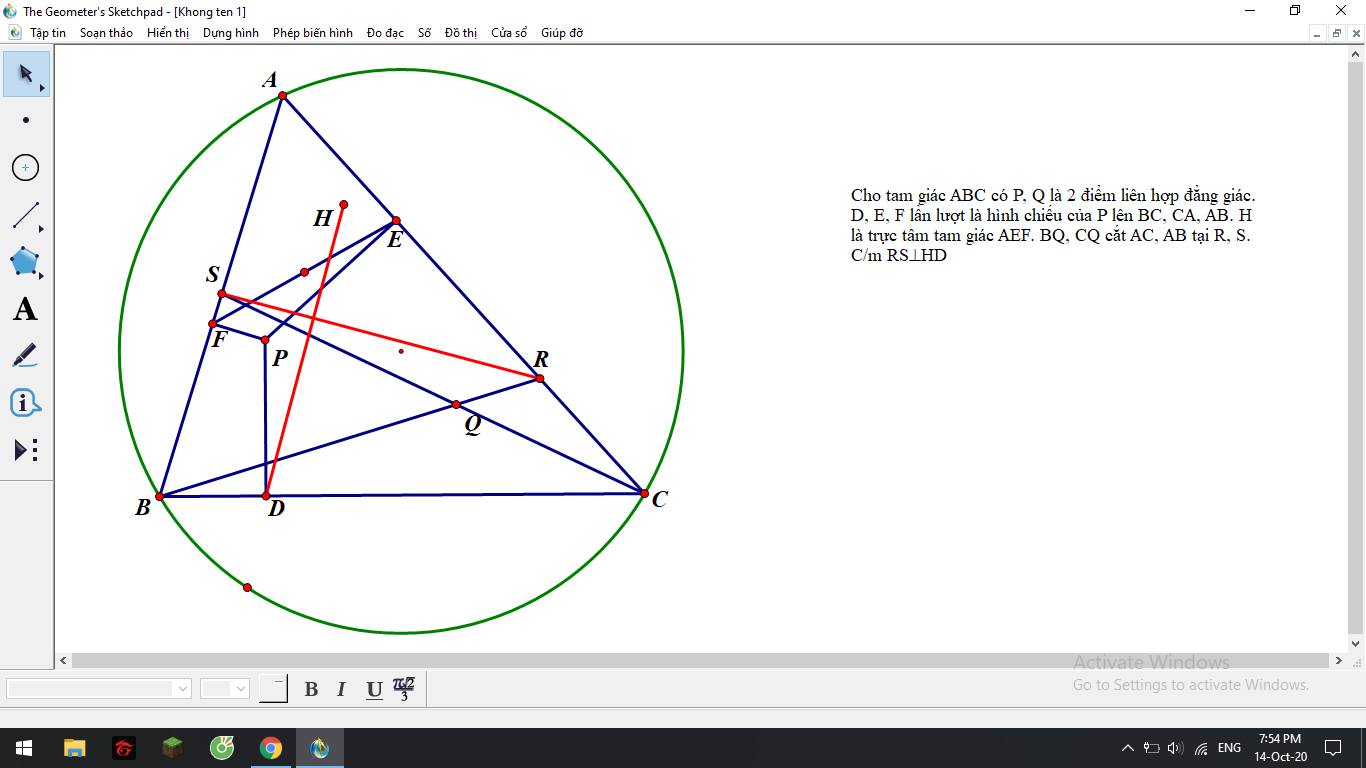 The Geometer's Sketchpad - [Khong ten 1]
Tập tin Soạn thảo Hiển thị Dựng hình Phép biến hình Đo đạc Số Đồ thị Cửa sổ Giúp đỡ
A
A
H
E
S
F
P
R
Q
B
D
C
Cho tam giác ABC có P, Q là 2 điểm liên hợp đẳng giác.
D, E, F lần lượt là hình chiếu của P lên BC, CA, AB. H
là trực tâm tam giác AEF. BQ, CQ cắt AC, AB tại R, S.
C/m RS⊥HD
Activate Windows
Go to Settings to activate Windows.
B I U π√2/3
ENG
7:54 PM
14-Oct-20